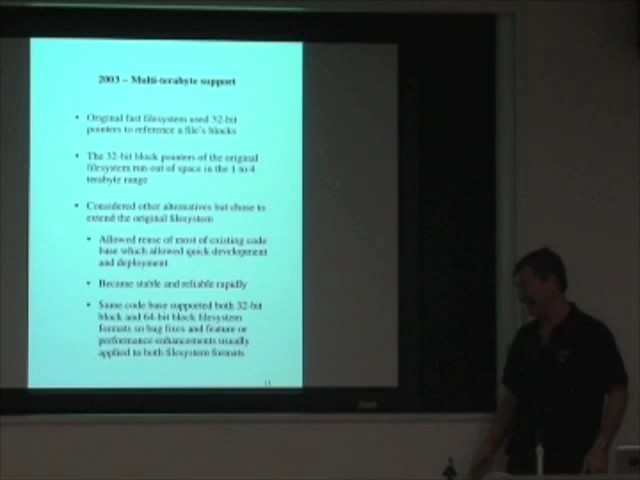 2003 – Multi-terabyte support
• Original fast filesystem used 32-bit
pointers to reference a file's blocks
• The 32-bit block pointers of the original
filesystem run out of space in the 1 to 4
terabyte range
• Considered other alternatives but chose to
extend the original filesystem
• Allowed reuse of most of existing code
base which allowed quick development
and deployment
• Became stable and reliable rapidly
• Same code base supported both 32-bit
block and 64-bit block filesystem
formats so bug fixes and feature or
performance enhancements usually
applied to both filesystem formats